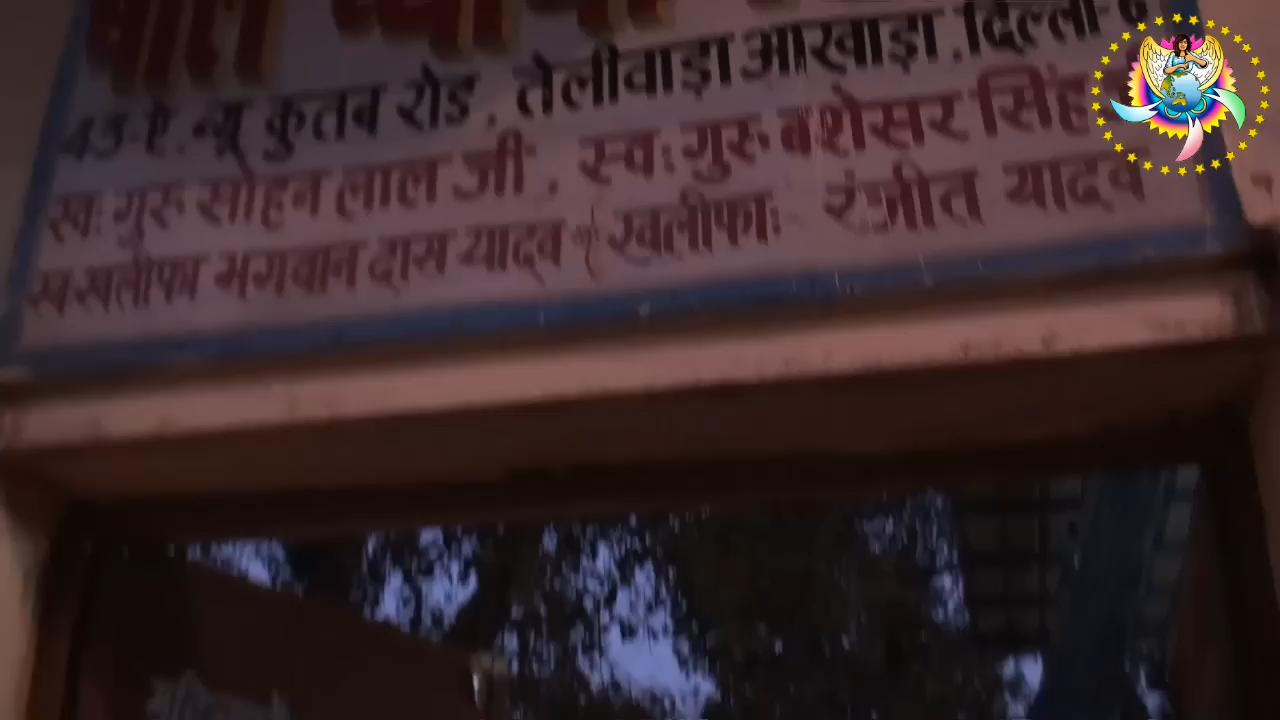 बाल
43-ऐ, न्यू कुतब रोड, तेलीवाड़ा आखाड़ा, दिल्ली-
स्वः गुरु सोहन लाल जी, स्वः गुरु बशेसर सिंह
स्व खलीफा भगवान दास यादव खलीफाः रंजीत यादव